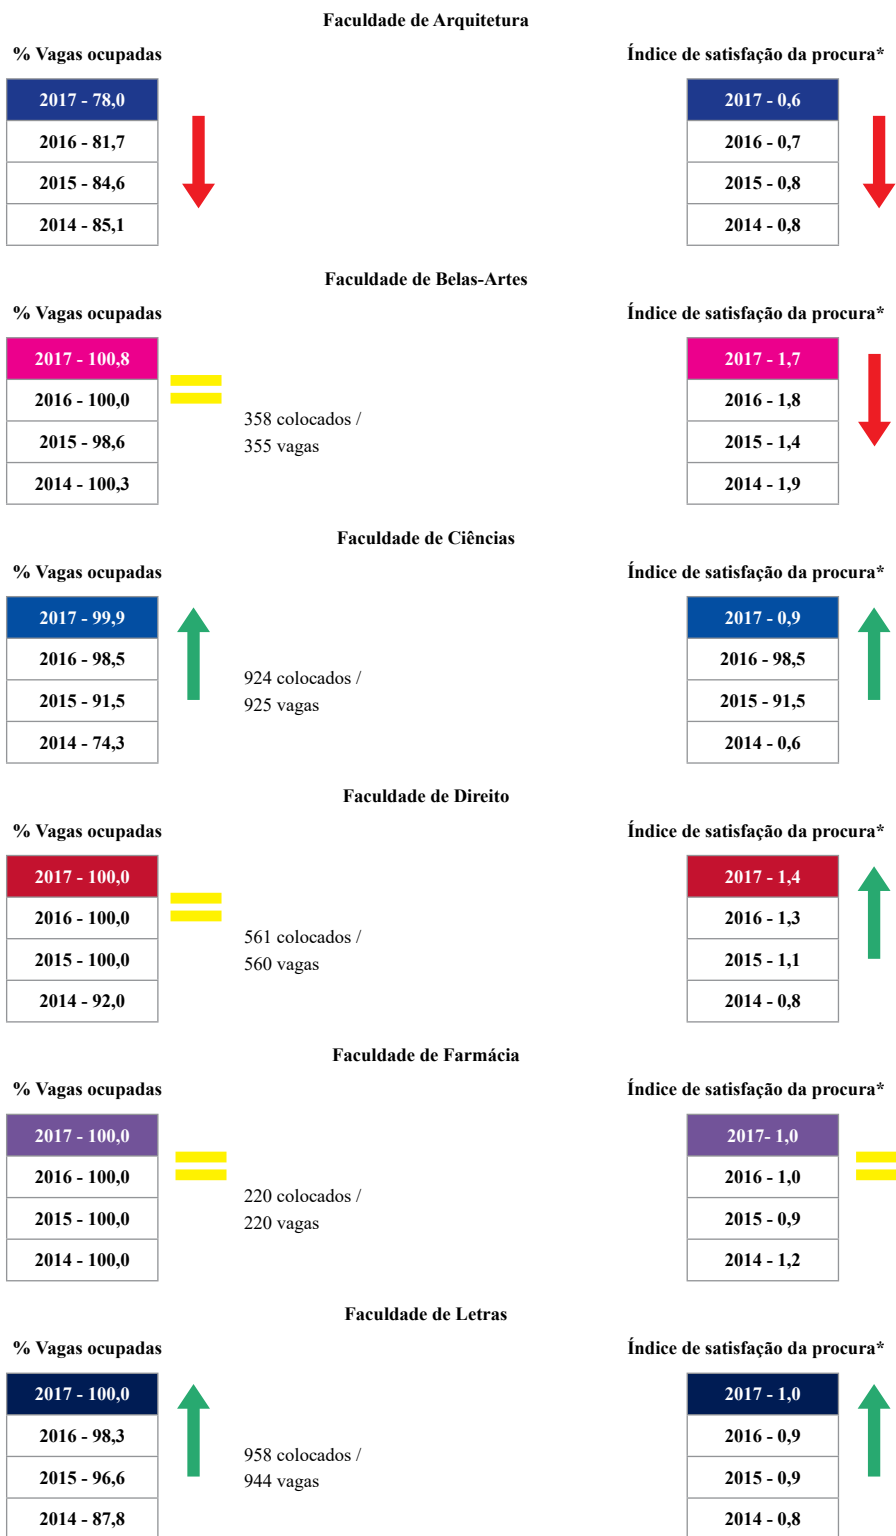 Faculdade de Arquitetura
% Vagas ocupadas
Índice de satisfação da procura*
2017 - 78,0
2017 - 0,6
2016 - 81,7
2016 - 0,7
2015 - 84,6
2015 - 0,8
2014 - 85,1
2014 - 0,8
Faculdade de Belas-Artes
% Vagas ocupadas
Índice de satisfação da procura*
2017 - 100,8
2017 - 1,7
2016 - 100,0
2016 - 1,8
358 colocados /
355 vagas
2015 - 98,6
2015 - 1,4
2014 - 100,3
2014 - 1,9
Faculdade de Ciências
% Vagas ocupadas
Índice de satisfação da procura*
2017 - 99,9
2017 - 0,9
2016 - 98,5
2016 - 98,5
924 colocados /
925 vagas
2015 - 91,5
2015 - 91,5
2014 - 74,3
2014 - 0,6
Faculdade de Direito
% Vagas ocupadas
Índice de satisfação da procura*
2017 - 100,0
2017 - 1,4
2016 - 100,0
2016 - 1,3
561 colocados /
560 vagas
2015 - 100,0
2015 - 1,1
2014 - 92,0
2014 - 0,8
Faculdade de Farmácia
% Vagas ocupadas
Índice de satisfação da procura*
2017 - 100,0
2017- 1,0
2016 - 100,0
2016 - 1,0
220 colocados /
220 vagas
2015 - 100,0
2015 - 0,9
2014 - 100,0
2014 - 1,2
Faculdade de Letras
% Vagas ocupadas
Índice de satisfação da procura*
2017 - 100,0
2017 - 1,0
2016 - 98,3
2016 - 0,9
958 colocados /
944 vagas
2015 - 96,6
2015 - 0,9
2014 - 87,8
2014 - 0,8